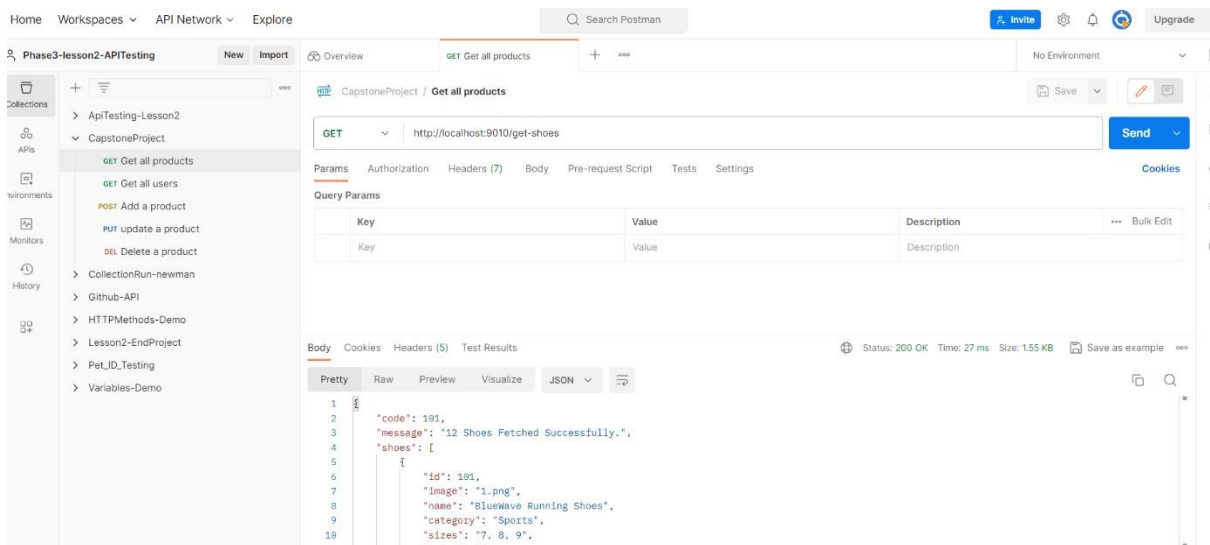 Home Workspaces API Network Explore Search Postman Invite Upgrade
Phase3-lesson2-APITesting New Import Overview GET Get all products No Environment
Collections
APIs
Monitors
History
ApiTesting-Lesson2
CapstoneProject
GET Get all products
GET Get all users
POST Add a product
PUT update a product
DEL Delete a product
CollectionRun-newman
Github-API
HTTPMethods-Demo
Lesson2-EndProject
Pet_ID_Testing
Variables-Demo
HTTP CapstoneProject / Get all products Save
GET http://localhost:9010/get-shoes Send
Params Authorization Headers (7) Body Pre-request Script Tests Settings Cookies
Query Params
Key Value Description Bulk Edit
Key Value Description
Body Cookies Headers (5) Test Results Status: 200 OK Time: 27 ms Size: 1.55 KB Save as example
Pretty Raw Preview Visualize JSON
1 {
2 "code": 101,
3 "message": "12 Shoes Fetched Successfully.",
4 "shoes": [
5 {
6 "id": 101,
7 "image": "1.png",
8 "name": "BlueWave Running Shoes",
9 "category": "Sports",
10 "sizes": "7, 8, 9",